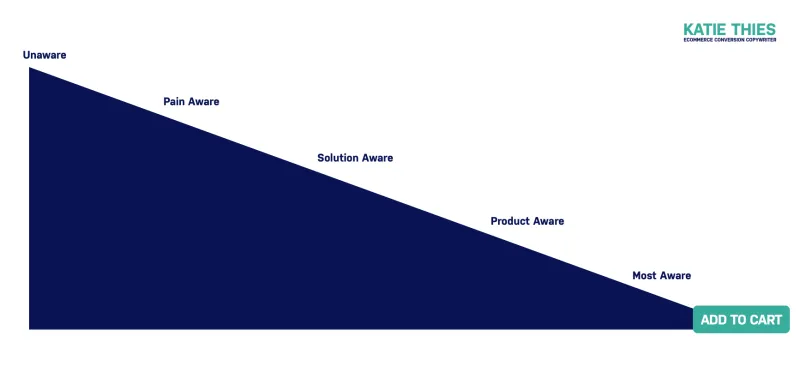 KATIE THIES
ECOMMERCE CONVERSION COPYWRITER
Unaware
Pain Aware
Solution Aware
Product Aware
Most Aware
ADD TO CART